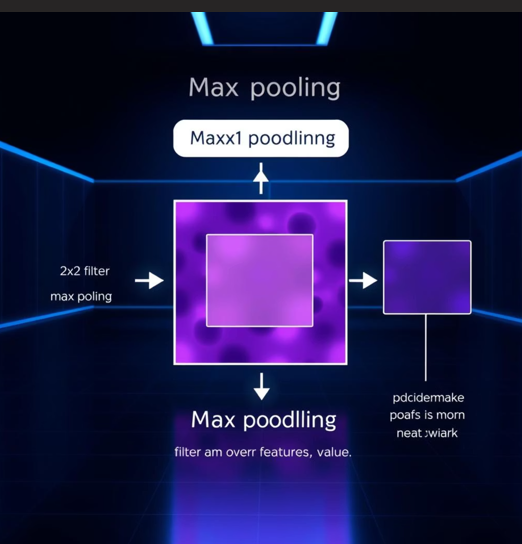 Max pooling
Maxx1 poodlinng
2x2 filter
max poling
Max poodlling
filter am overr features, value.
pdcidermake
poafs is morn
neat :wiark